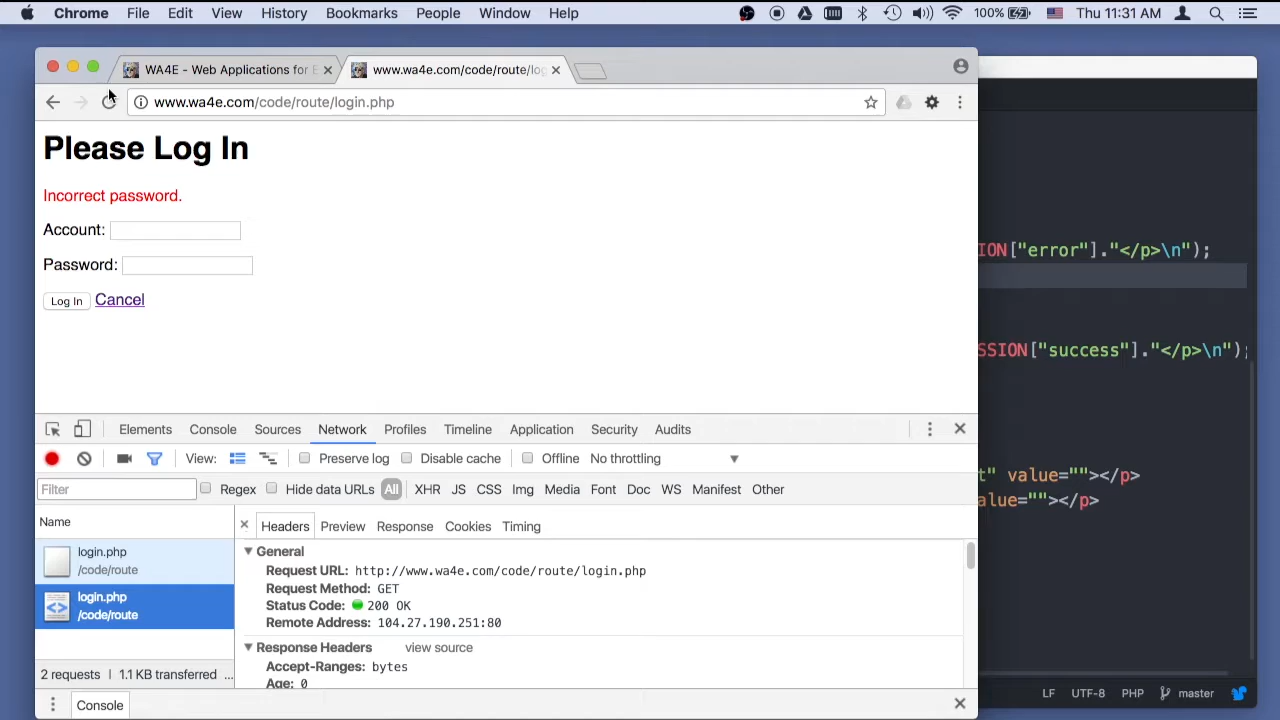 Chrome File Edit View History Bookmarks People Window Help 100% Thu 11:31 AM
WA4E - Web Applications for E
www.wa4e.com/code/route/log
www.wa4e.com/code/route/login.php
Please Log In
Incorrect password.
Account:
Password:
Log In Cancel
ION["error"]."</p>\n");
SSION["success"]."</p>\n");
t" value=""></p>
alue=""></p>
Elements Console Sources Network Profiles Timeline Application Security Audits
View: Preserve log Disable cache Offline No throttling
Filter Regex Hide data URLs All XHR JS CSS Img Media Font Doc WS Manifest Other
Name
Headers Preview Response Cookies Timing
login.php
/code/route
login.php
/code/route
General
Request URL: http://www.wa4e.com/code/route/login.php
Request Method: GET
Status Code: 200 OK
Remote Address: 104.27.190.251:80
Response Headers view source
Accept-Ranges: bytes
Age: 0
2 requests | 1.1 KB transferred ...
Console
LF UTF-8 PHP master